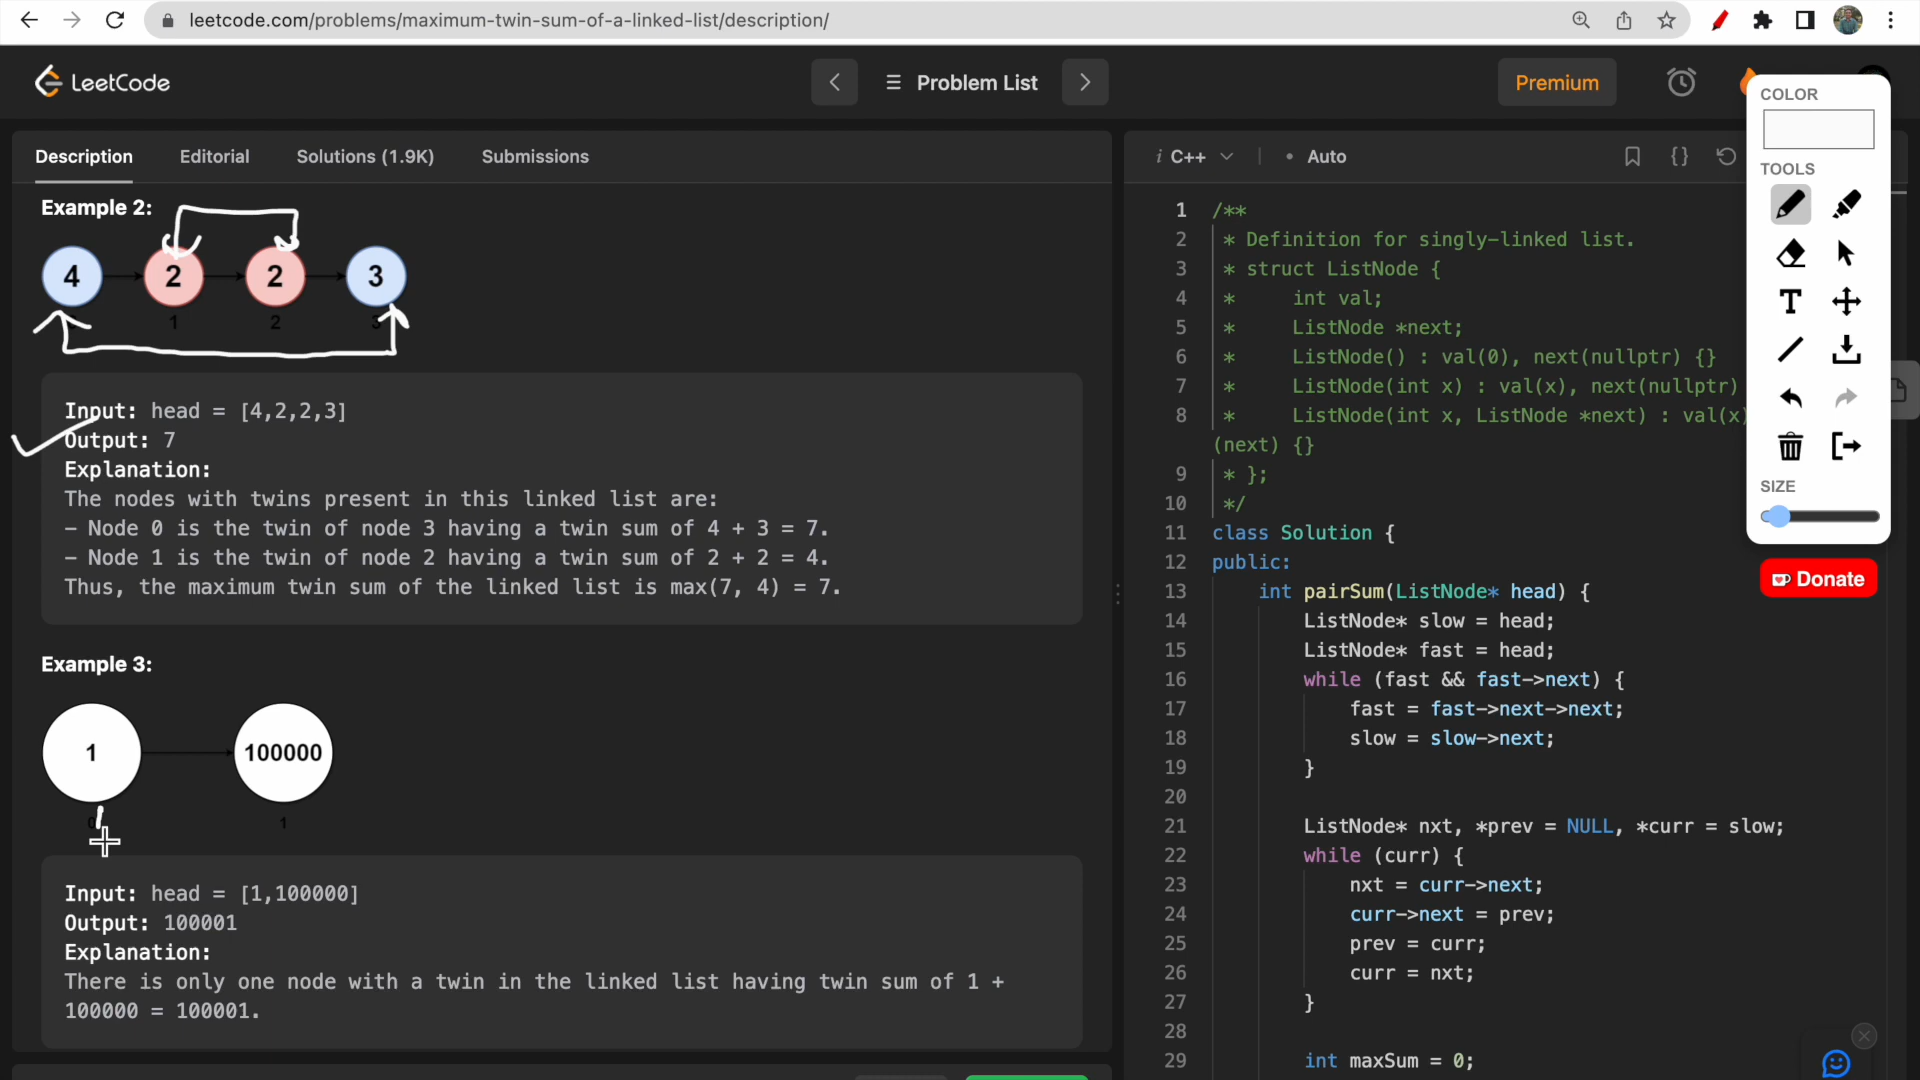 leetcode.com/problems/maximum-twin-sum-of-a-linked-list/description/
LeetCode
Problem List
Premium
Description Editorial Solutions (1.9K) Submissions
Example 2:
4 2 2 3
1 2 3
Input: head = [4,2,2,3]
Output: 7
Explanation:
The nodes with twins present in this linked list are:
- Node 0 is the twin of node 3 having a twin sum of 4 + 3 = 7.
- Node 1 is the twin of node 2 having a twin sum of 2 + 2 = 4.
Thus, the maximum twin sum of the linked list is max(7, 4) = 7.
Example 3:
1 100000
0 1
Input: head = [1,100000]
Output: 100001
Explanation:
There is only one node with a twin in the linked list having twin sum of 1 +
100000 = 100001.
i C++ • Auto {}
1 /**
2 * Definition for singly-linked list.
3 * struct ListNode {
4 * int val;
5 * ListNode *next;
6 * ListNode() : val(0), next(nullptr) {}
7 * ListNode(int x) : val(x), next(nullptr)
8 * ListNode(int x, ListNode *next) : val(x)
(next) {}
9 * };
10 */
11 class Solution {
12 public:
13 int pairSum(ListNode* head) {
14 ListNode* slow = head;
15 ListNode* fast = head;
16 while (fast && fast->next) {
17 fast = fast->next->next;
18 slow = slow->next;
19 }
20
21 ListNode* nxt, *prev = NULL, *curr = slow;
22 while (curr) {
23 nxt = curr->next;
24 curr->next = prev;
25 prev = curr;
26 curr = nxt;
27 }
28
29 int maxSum = 0;
COLOR
TOOLS
T
SIZE
Donate